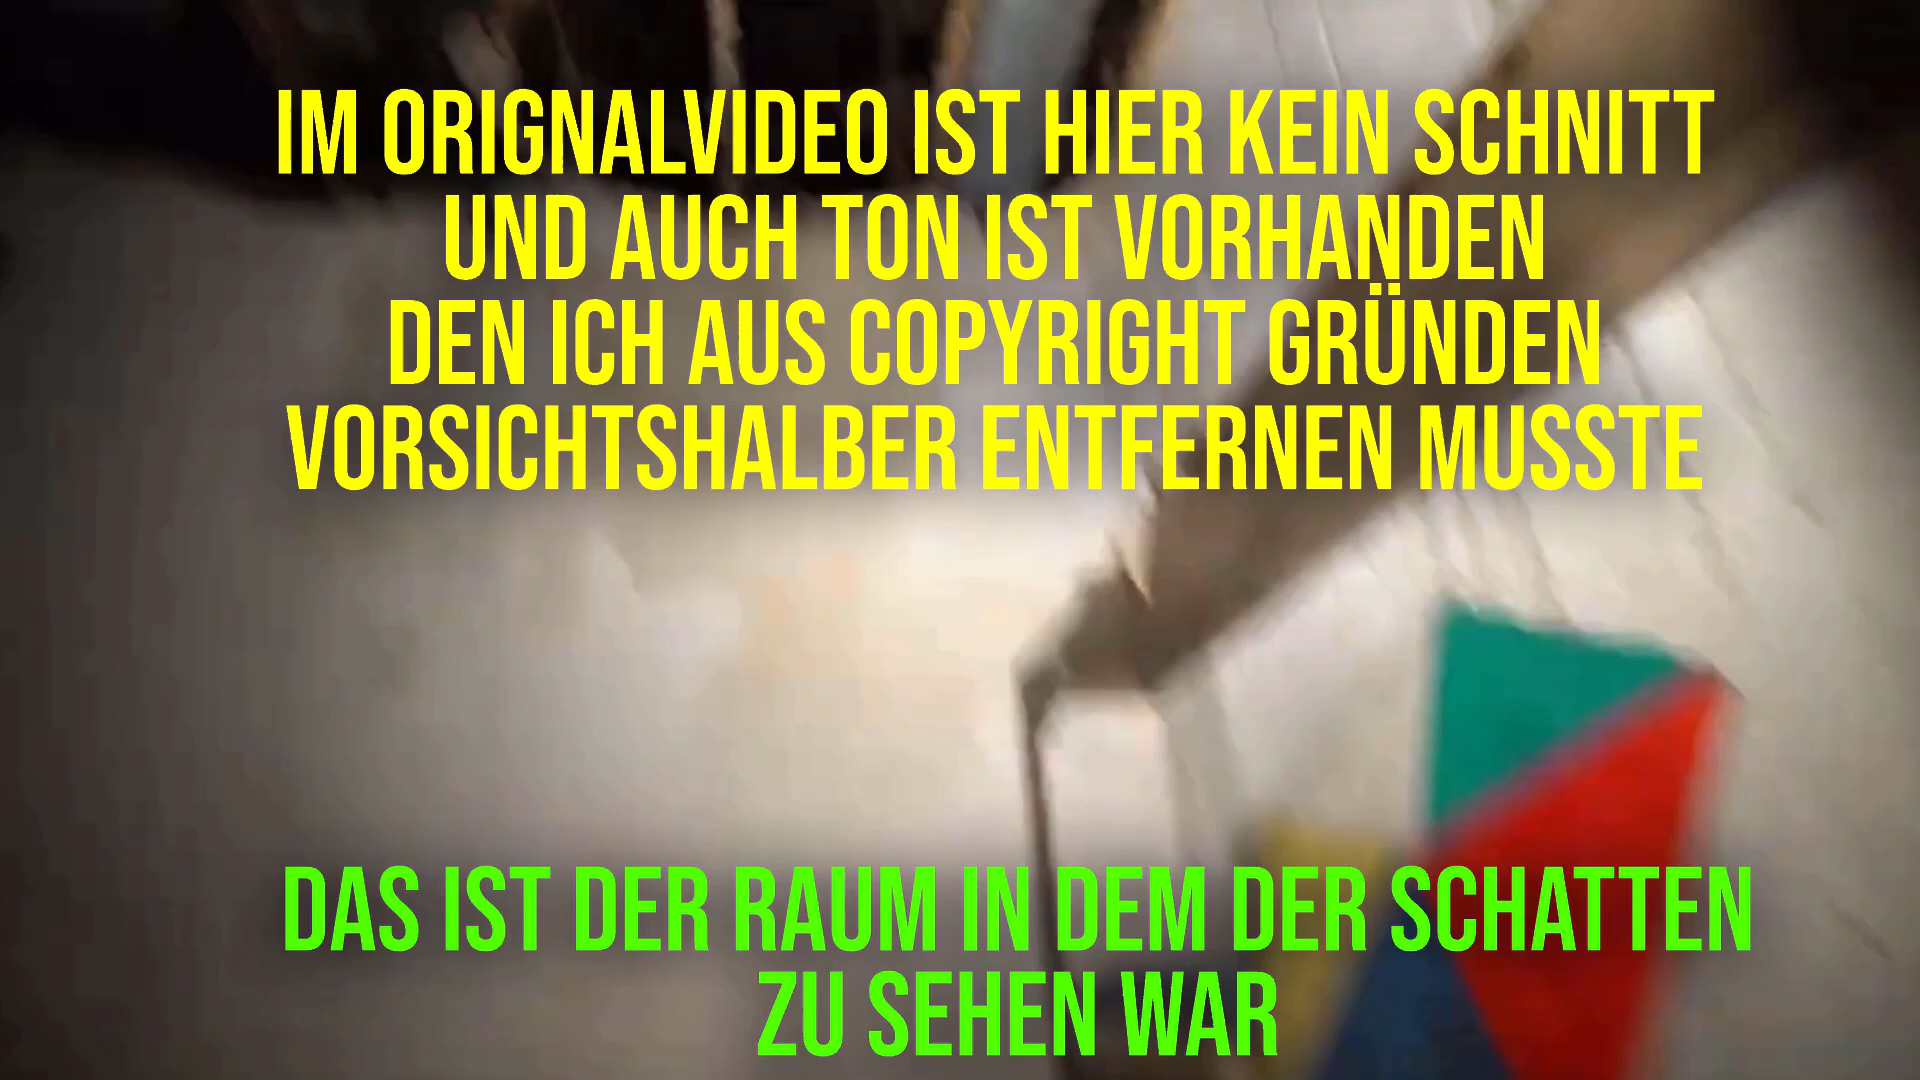 IM ORIGNALVIDEO IST HIER KEIN SCHNITT
UND AUCH TON IST VORHANDEN
DEN ICH AUS COPYRIGHT GRÜNDEN
VORSICHTSHALBER ENTFERNEN MUSSTE
DAS IST DER RAUM IN DEM DER SCHATTEN
ZU SEHEN WAR